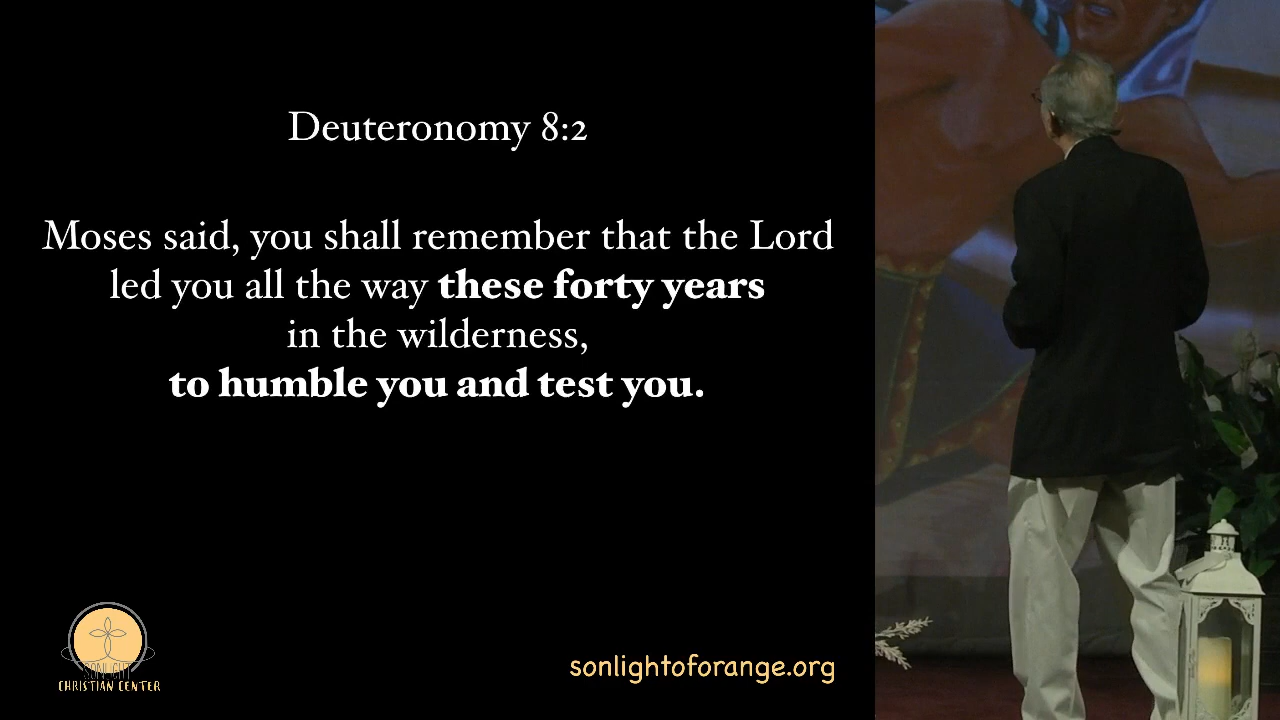 Deuteronomy 8:2
Moses said, you shall remember that the Lord
led you all the way these forty years
in the wilderness,
to humble you and test you.
SONLIGHT
CHRISTIAN CENTER
sonlightoforange.org